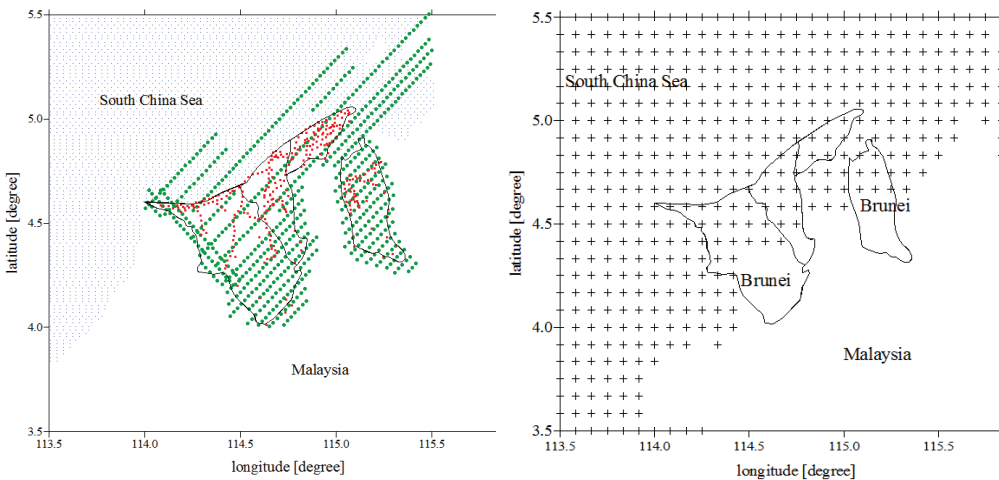 5.5
South China Sea
5.0
4.5
4.0
Malaysia
3.5
113.5
114.0
114.5
115.0
115.5
latitude [degree]
longitude [degree]
5.5
South China Sea
5.0
Brunei
4.5
Brunei
4.0
Malaysia
3.5
113.5
114.0
114.5
115.0
115.5
latitude [degree]
longitude [degree]